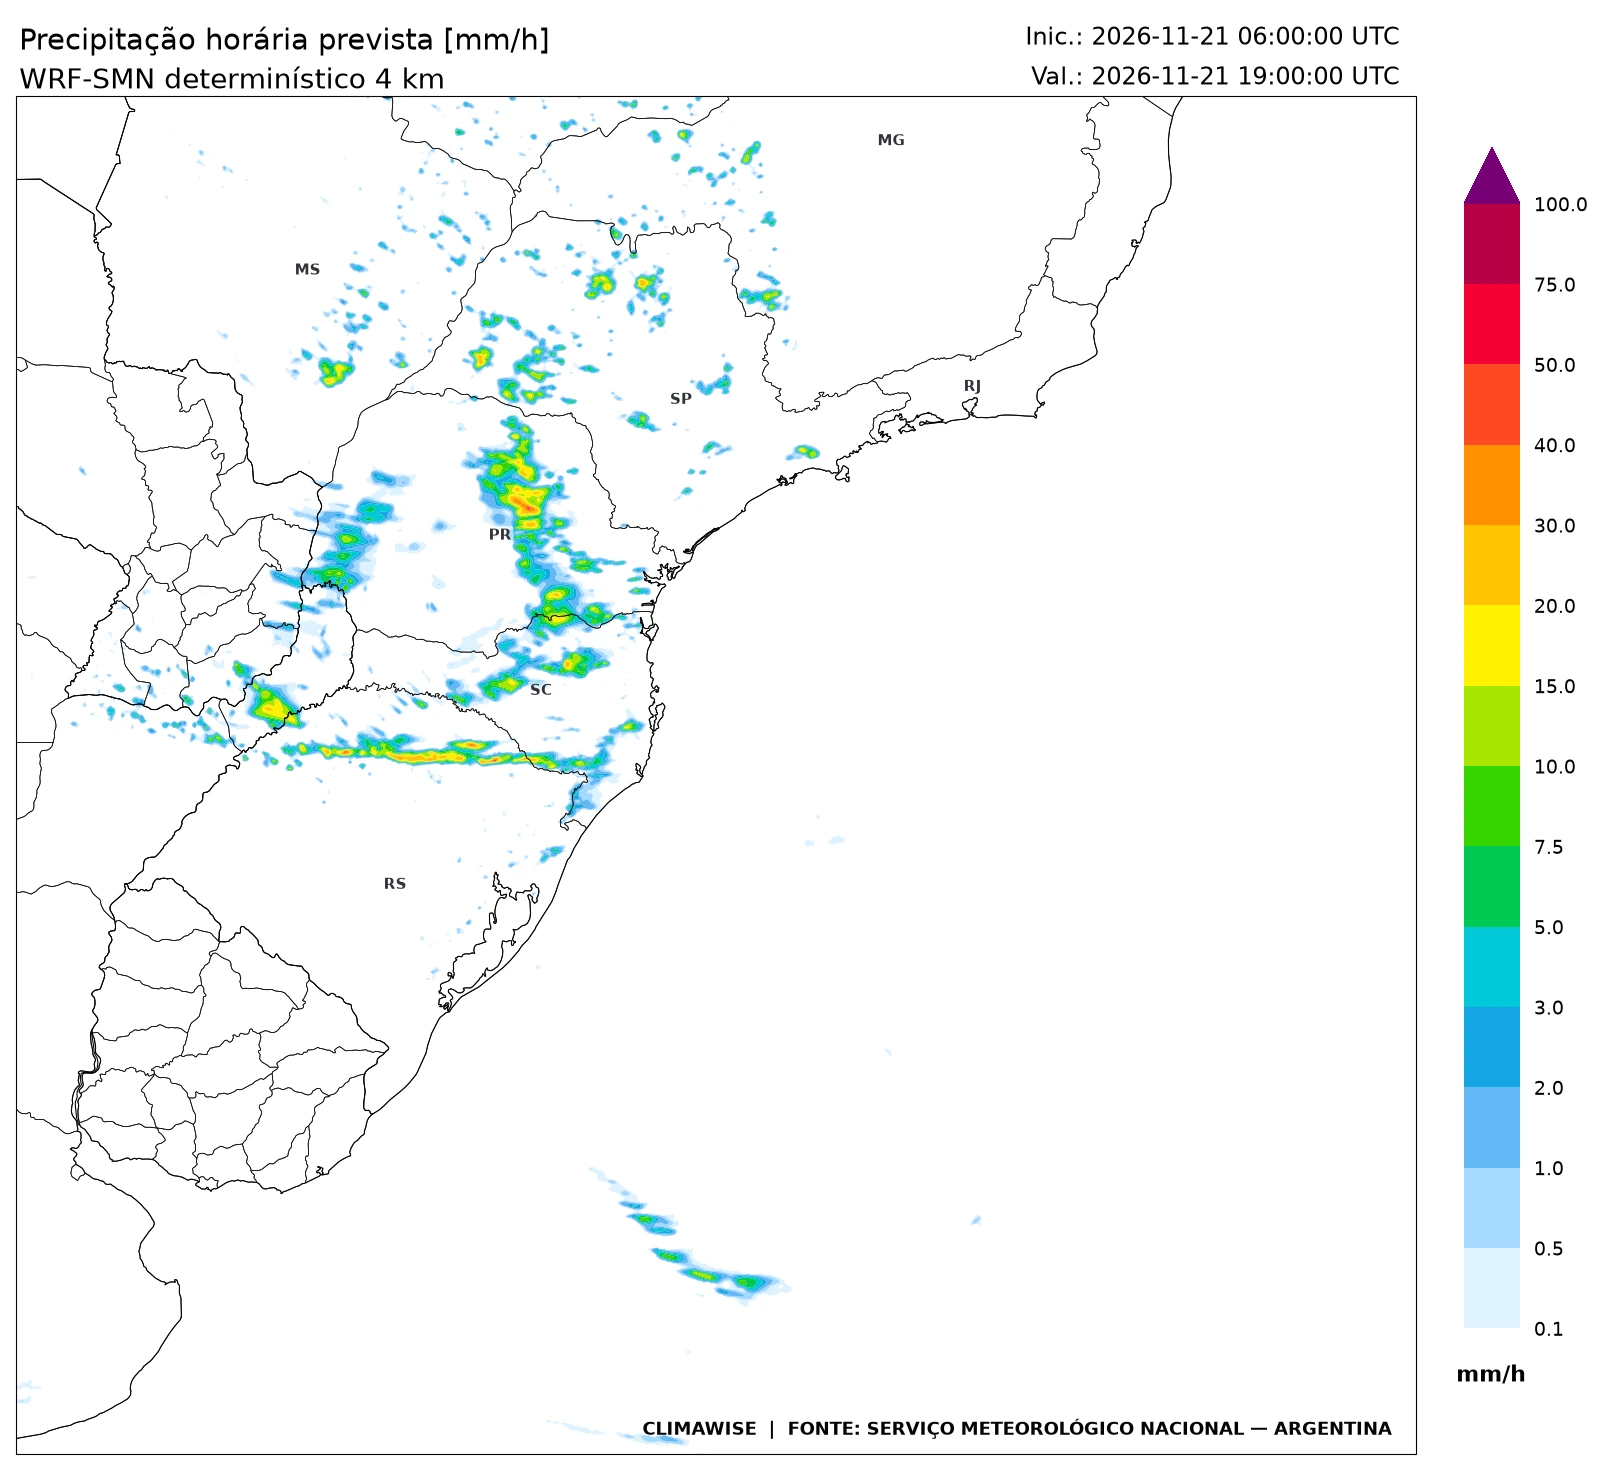 Precipitação horária prevista [mm/h]
WRF-SMN determinístico 4 km
Inic.: 2026-11-21 06:00:00 UTC
Val.: 2026-11-21 19:00:00 UTC
MG
MS
SP
RJ
PR
SC
RS
100.0
75.0
50.0
40.0
30.0
20.0
15.0
10.0
7.5
5.0
3.0
2.0
1.0
0.5
0.1
mm/h
CLIMAWISE | FONTE: SERVIÇO METEOROLÓGICO NACIONAL — ARGENTINA